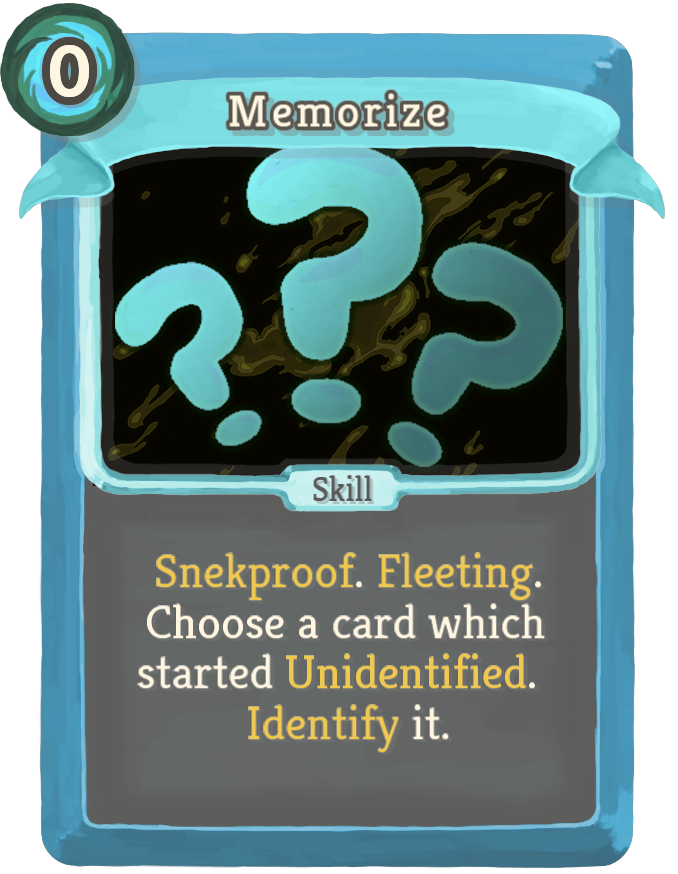 0
Memorize
Skill
Snekproof. Fleeting.
Choose a card which
started Unidentified.
Identify it.